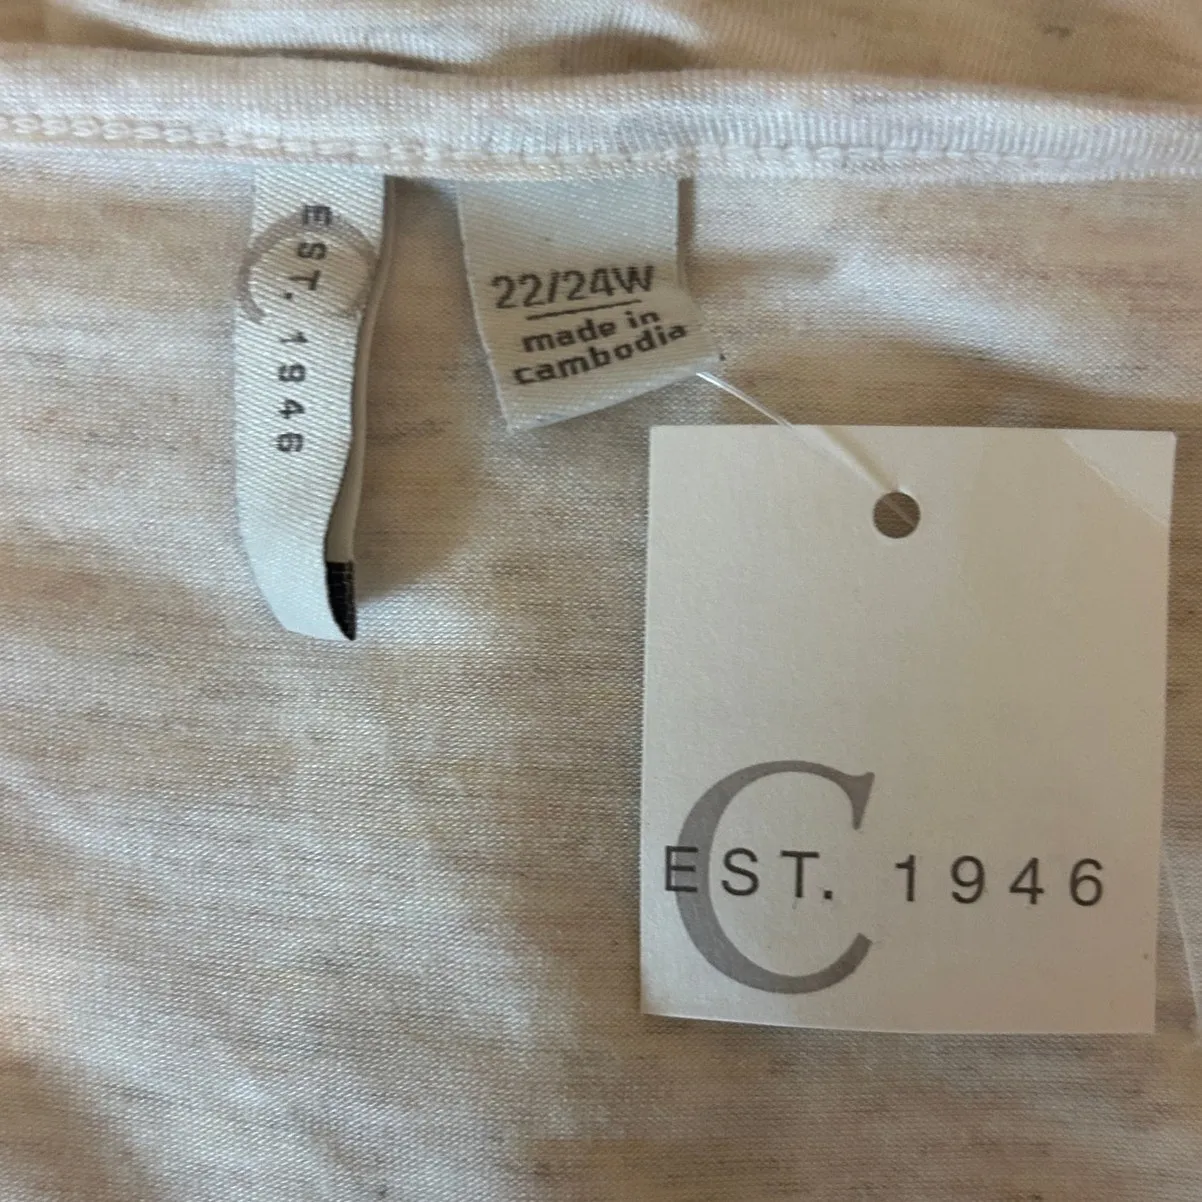 EST. 1946
22/24W
made in
cambodia
C
EST. 1946